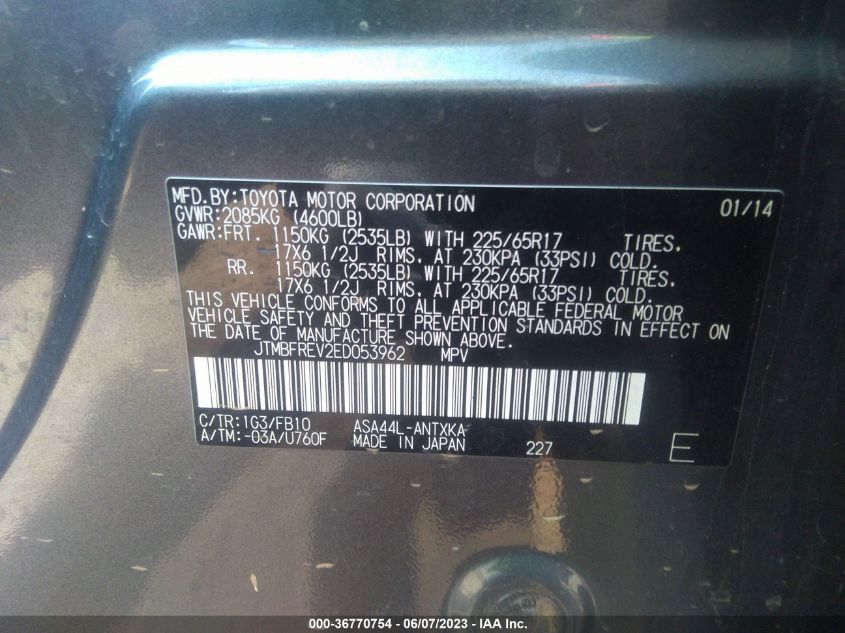 MFD.BY:TOYOTA MOTOR CORPORATION 01/14
GVWR:2085KG (4600LB)
GAWR:FRT. 1150KG (2535LB) WITH 225/65R17 TIRES.
17X6 1/2J RIMS. AT 230KPA (33PSI) COLD.
RR. 1150KG (2535LB) WITH 225/65R17 TIRES.
17X6 1/2J RIMS. AT 230KPA (33PSI) COLD.
THIS VEHICLE CONFORMS TO ALL APPLICABLE FEDERAL MOTOR
VEHICLE SAFETY AND THEFT PREVENTION STANDARDS IN EFFECT ON
THE DATE OF MANUFACTURE SHOWN ABOVE.
JTMBFREV2ED053962 MPV
C/TR:1G3/FB10 ASA44L-ANTXKA
A/TM:-03A/U760F MADE IN JAPAN 227 E
000-36770754 - 06/07/2023 - IAA, Inc.